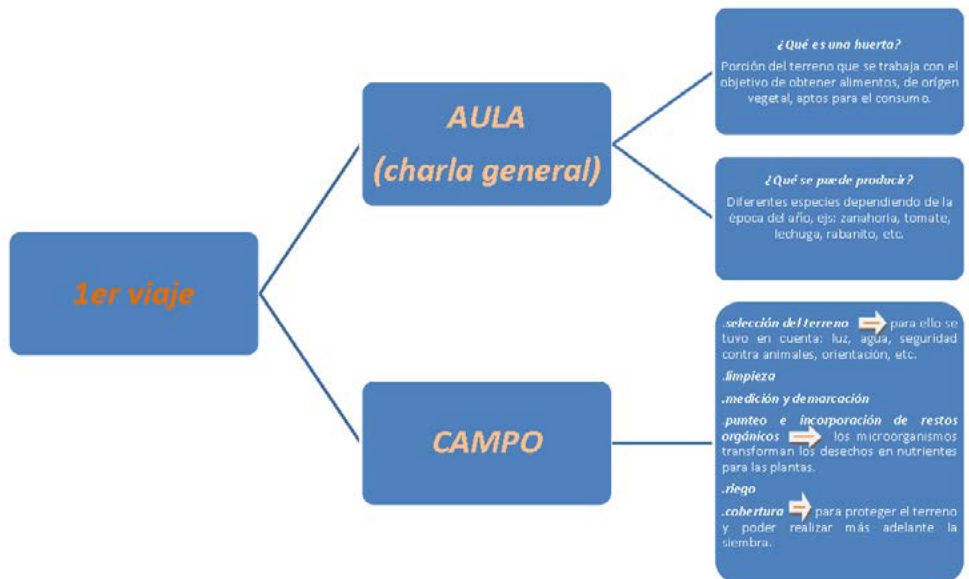 1er viaje
AULA
(charla general)
¿Qué es una huerta?
Porción del terreno que se trabaja con el
objetivo de obtener alimentos, de orígen
vegetal, aptos para el consumo.
¿Qué se puede producir?
Diferentes especies dependiendo de la
época del año, ejs: zanahoria, tomate,
lechuga, rabanito, etc.
CAMPO
.selección del terreno para ello se
tuvo en cuenta: luz, agua, seguridad
contra animales, orientación, etc.
.limpieza
.medición y demarcación
.punteo e incorporación de restos
orgánicos los microorganismos
transforman los desechos en nutrientes
para las plantas.
.riego
.cobertura para proteger el terreno
y poder realizar más adelante la
siembra.